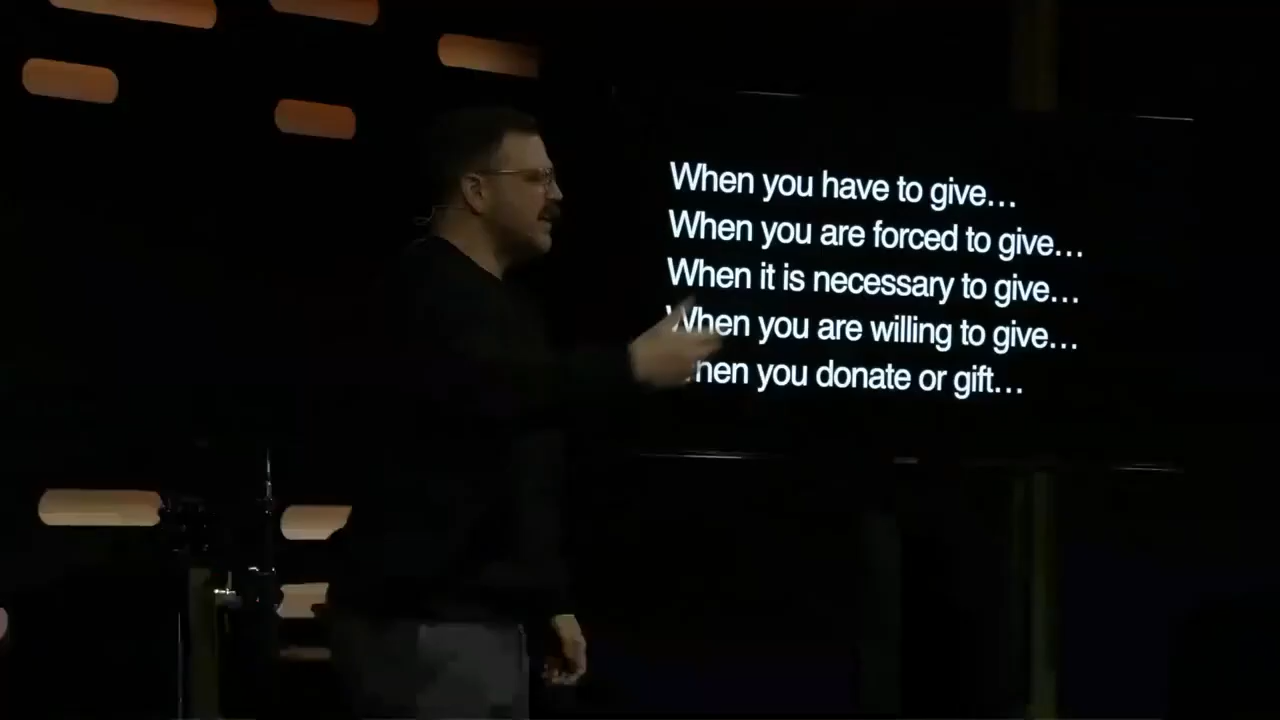 When you have to give...
When you are forced to give...
When it is necessary to give...
When you are willing to give...
When you donate or gift...